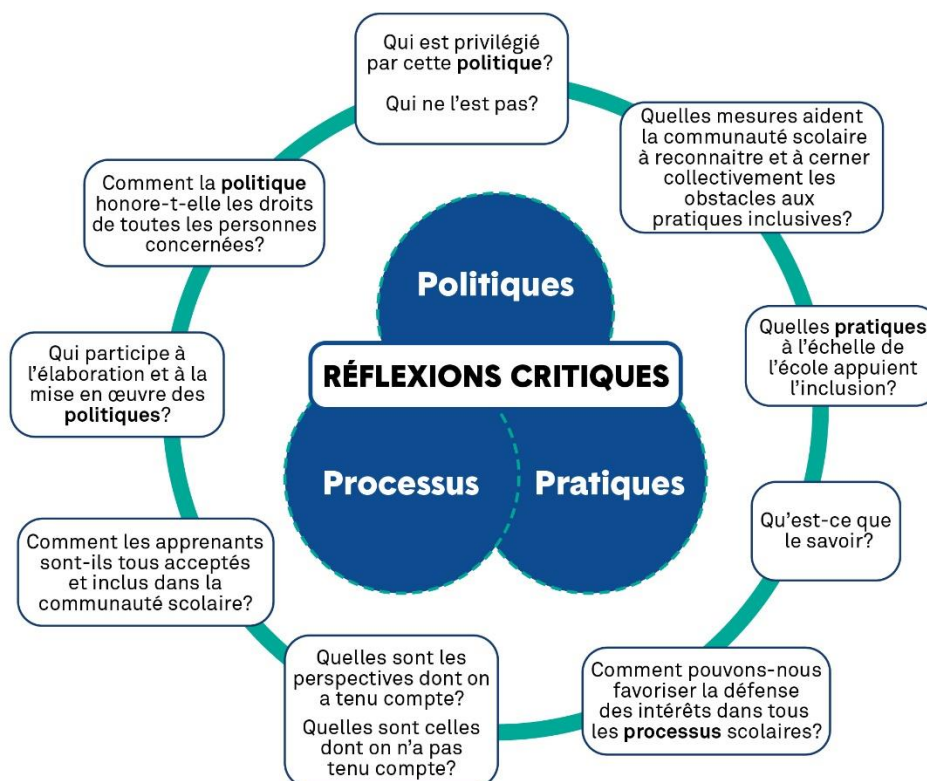 Qui est privilégié
par cette politique?
Qui ne l'est pas?
Quelles mesures aident
la communauté scolaire
à reconnaitre et à cerner
collectivement les
obstacles aux
pratiques inclusives?
Quelles pratiques
à l'échelle de
l'école appuient
l'inclusion?
Qu'est-ce que
le savoir?
Comment pouvons-nous
favoriser la défense
des intérêts dans tous
les processus scolaires?
Quelles sont les
perspectives dont on
a tenu compte?
Quelles sont celles
dont on n'a pas
tenu compte?
Comment les apprenants
sont-ils tous acceptés
et inclus dans la
communauté scolaire?
Qui participe à
l'élaboration et à la
mise en œuvre des
politiques?
Comment la politique
honore-t-elle les droits
de toutes les personnes
concernées?
Politiques
RÉFLEXIONS CRITIQUES
Processus
Pratiques